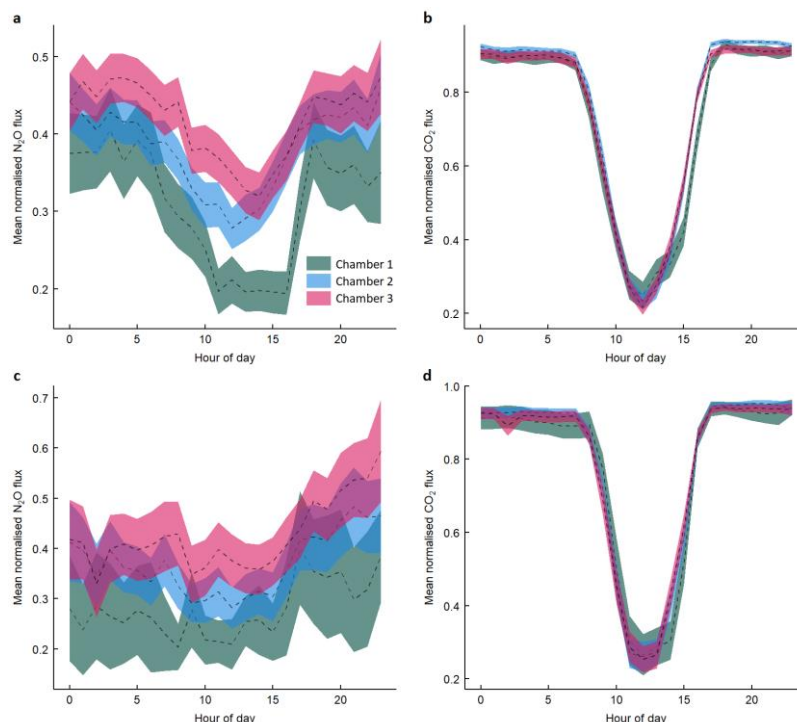 a
Mean normalised N₂O flux
0.5
0.4
0.3
0.2
0 5 10 15 20
Hour of day
Chamber 1
Chamber 2
Chamber 3
b
Mean normalised CO₂ flux
0.8
0.6
0.4
0.2
0 5 10 15 20
Hour of day
c
Mean normalised N₂O flux
0.7
0.6
0.5
0.4
0.3
0.2
0 5 10 15 20
Hour of day
d
Mean normalised CO₂ flux
1.0
0.8
0.6
0.4
0.2
0 5 10 15 20
Hour of day